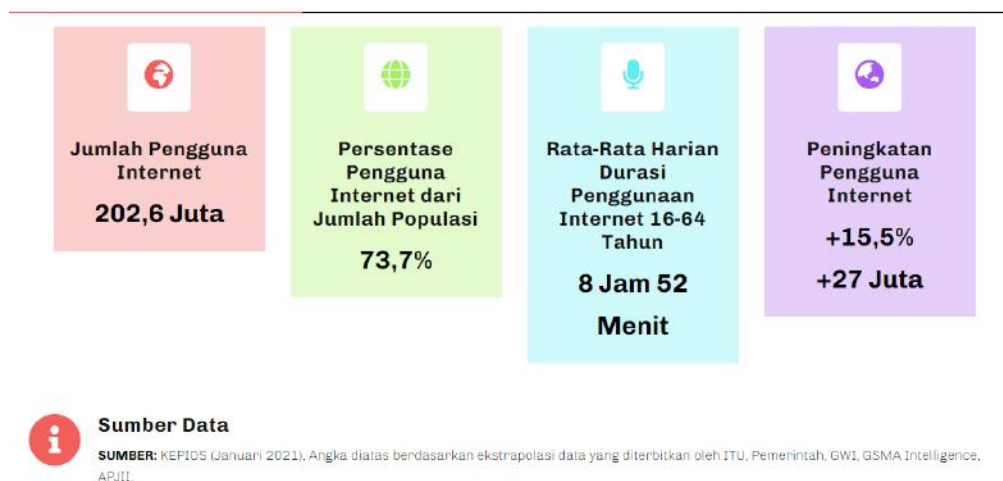 Jumlah Pengguna
Internet
202,6 Juta
Persentase
Pengguna
Internet dari
Jumlah Populasi
73,7%
Rata-Rata Harian
Durasi
Penggunaan
Internet 16-64
Tahun
8 Jam 52
Menit
Peningkatan
Pengguna
Internet
+15,5%
+27 Juta
Sumber Data
SUMBER: KEPIOS (Januari 2021). Angka diatas berdasarkan ekstrapolasi data yang diterbitkan oleh ITU, Pemerintah, GWI, GSMA Intelligence,
APJII.